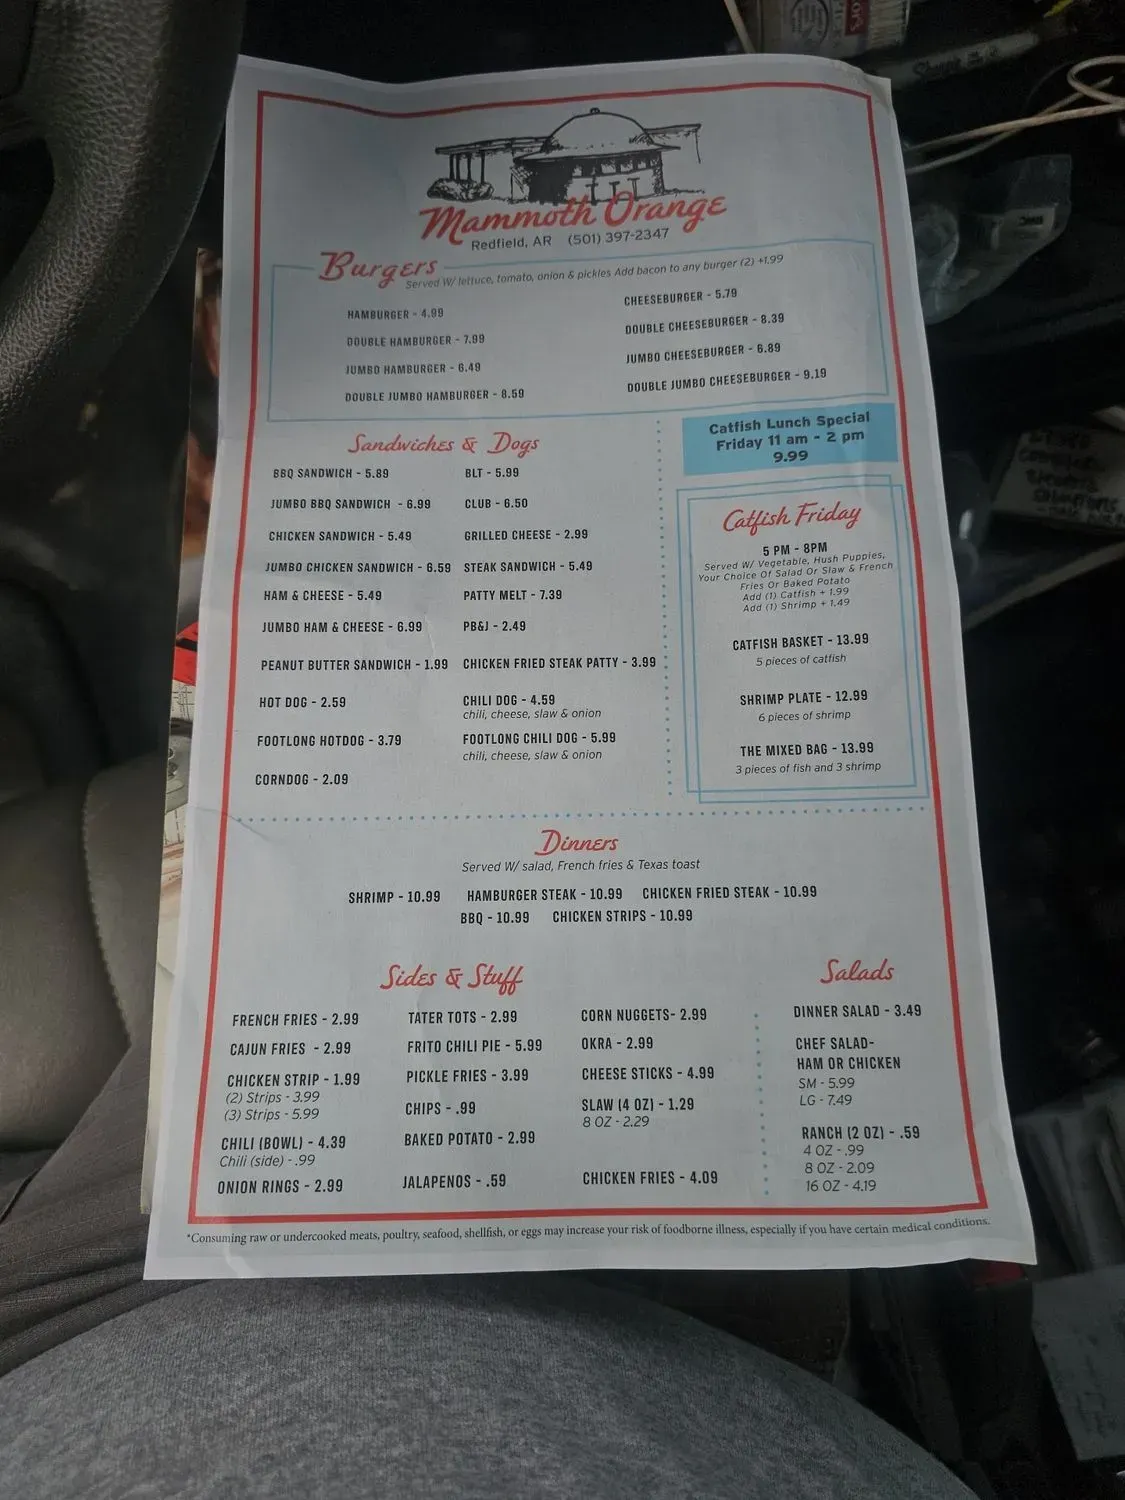 Mammoth Orange
Redfield, AR (501) 397-2347
Burgers
Served W/ lettuce, tomato, onion & pickles Add bacon to any burger (2) +1.99
HAMBURGER - 4.99
DOUBLE HAMBURGER - 7.99
JUMBO HAMBURGER - 6.49
DOUBLE JUMBO HAMBURGER - 8.59
CHEESEBURGER - 5.79
DOUBLE CHEESEBURGER - 8.39
JUMBO CHEESEBURGER - 6.89
DOUBLE JUMBO CHEESEBURGER - 9.19
Sandwiches & Dogs
BBQ SANDWICH - 5.89
JUMBO BBQ SANDWICH - 6.99
CHICKEN SANDWICH - 5.49
JUMBO CHICKEN SANDWICH - 6.59
HAM & CHEESE - 5.49
JUMBO HAM & CHEESE - 6.99
PEANUT BUTTER SANDWICH - 1.99
HOT DOG - 2.59
FOOTLONG HOTDOG - 3.79
CORNDOG - 2.09
BLT - 5.99
CLUB - 6.50
GRILLED CHEESE - 2.99
STEAK SANDWICH - 5.49
PATTY MELT - 7.39
PB&J - 2.49
CHICKEN FRIED STEAK PATTY - 3.99
CHILI DOG - 4.59
chili, cheese, slaw & onion
FOOTLONG CHILI DOG - 5.99
chili, cheese, slaw & onion
Catfish Lunch Special
Friday 11 am - 2 pm
9.99
Catfish Friday
5 PM - 8PM
Served W/ Vegetable, Hush Puppies,
Your Choice Of Salad Or Slaw & French
Fries Or Baked Potato
Add (1) Catfish + 1.99
Add (1) Shrimp + 1.49
CATFISH BASKET - 13.99
5 pieces of catfish
SHRIMP PLATE - 12.99
6 pieces of shrimp
THE MIXED BAG - 13.99
3 pieces of fish and 3 shrimp
Dinners
Served W/ salad, French fries & Texas toast
SHRIMP - 10.99 HAMBURGER STEAK - 10.99 CHICKEN FRIED STEAK - 10.99
BBQ - 10.99 CHICKEN STRIPS - 10.99
Sides & Stuff
FRENCH FRIES - 2.99
CAJUN FRIES - 2.99
CHICKEN STRIP - 1.99
(2) Strips - 3.99
(3) Strips - 5.99
CHILI (BOWL) - 4.39
Chili (side) - .99
ONION RINGS - 2.99
TATER TOTS - 2.99
FRITO CHILI PIE - 5.99
PICKLE FRIES - 3.99
CHIPS - .99
BAKED POTATO - 2.99
JALAPENOS - .59
CORN NUGGETS- 2.99
OKRA - 2.99
CHEESE STICKS - 4.99
SLAW (4 OZ) - 1.29
8 OZ - 2.29
CHICKEN FRIES - 4.09
Salads
DINNER SALAD - 3.49
CHEF SALAD-
HAM OR CHICKEN
SM - 5.99
LG - 7.49
RANCH (2 OZ) - .59
4 OZ - .99
8 OZ - 2.09
16 OZ - 4.19
*Consuming raw or undercooked meats, poultry, seafood, shellfish, or eggs may increase your risk of foodborne illness, especially if you have certain medical conditions.
Sharpie